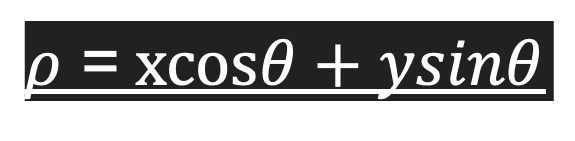 ρ = xcosθ + ysinθ